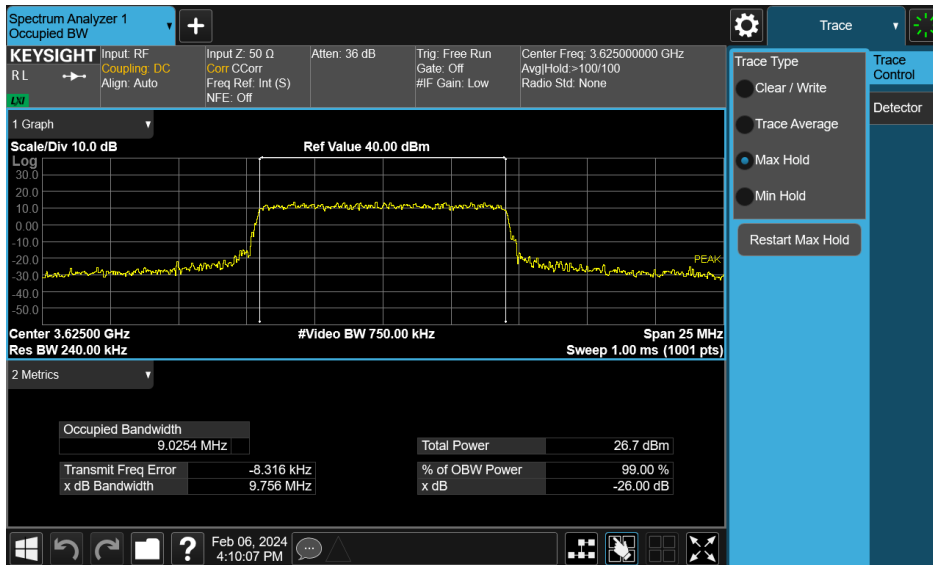 Spectrum Analyzer 1
Occupied BW
Trace
KEYSIGHT
RL
LXI
Input: RF
Coupling: DC
Align: Auto
Input Z: 50 Ω
Corr CCorr
Freq Ref: Int (S)
NFE: Off
Atten: 36 dB
Trig: Free Run
Gate: Off
#IF Gain: Low
Center Freq: 3.625000000 GHz
Avg|Hold:>100/100
Radio Std: None
1 Graph
Scale/Div 10.0 dB
Ref Value 40.00 dBm
Log
30.0
20.0
10.0
0.00
-10.0
-20.0
-30.0
-40.0
-50.0
PEAK
Center 3.62500 GHz
#Video BW 750.00 kHz
Span 25 MHz
Res BW 240.00 kHz
Sweep 1.00 ms (1001 pts)
2 Metrics
Occupied Bandwidth
9.0254 MHz
Total Power 26.7 dBm
Transmit Freq Error -8.316 kHz
% of OBW Power 99.00 %
x dB Bandwidth 9.756 MHz
x dB -26.00 dB
Feb 06, 2024
4:10:07 PM
Trace Type
Clear / Write
Trace Average
Max Hold
Min Hold
Restart Max Hold
Trace
Control
Detector